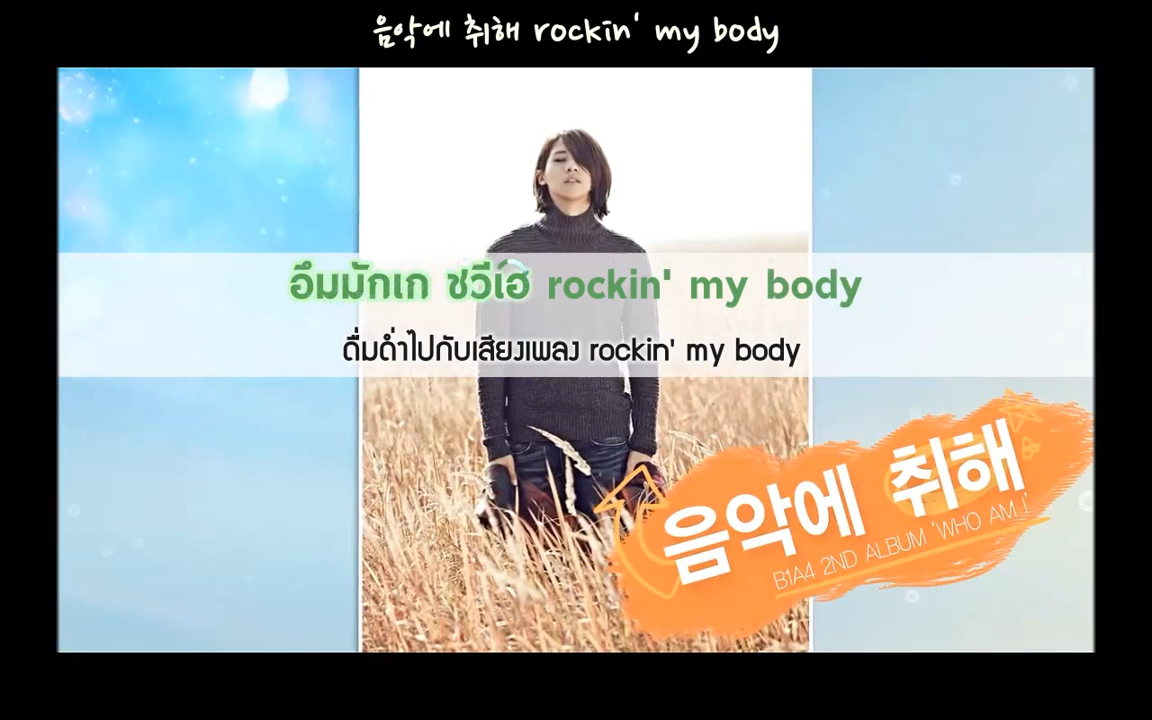 음악에 취해 rockin' my body
อึมมักเก ชวีเฮ rockin' my body
ดื่มด่ำไปกับเสียงเพลง rockin' my body
음악에 취해
B1A4 2ND ALBUM 'WHO AM I'